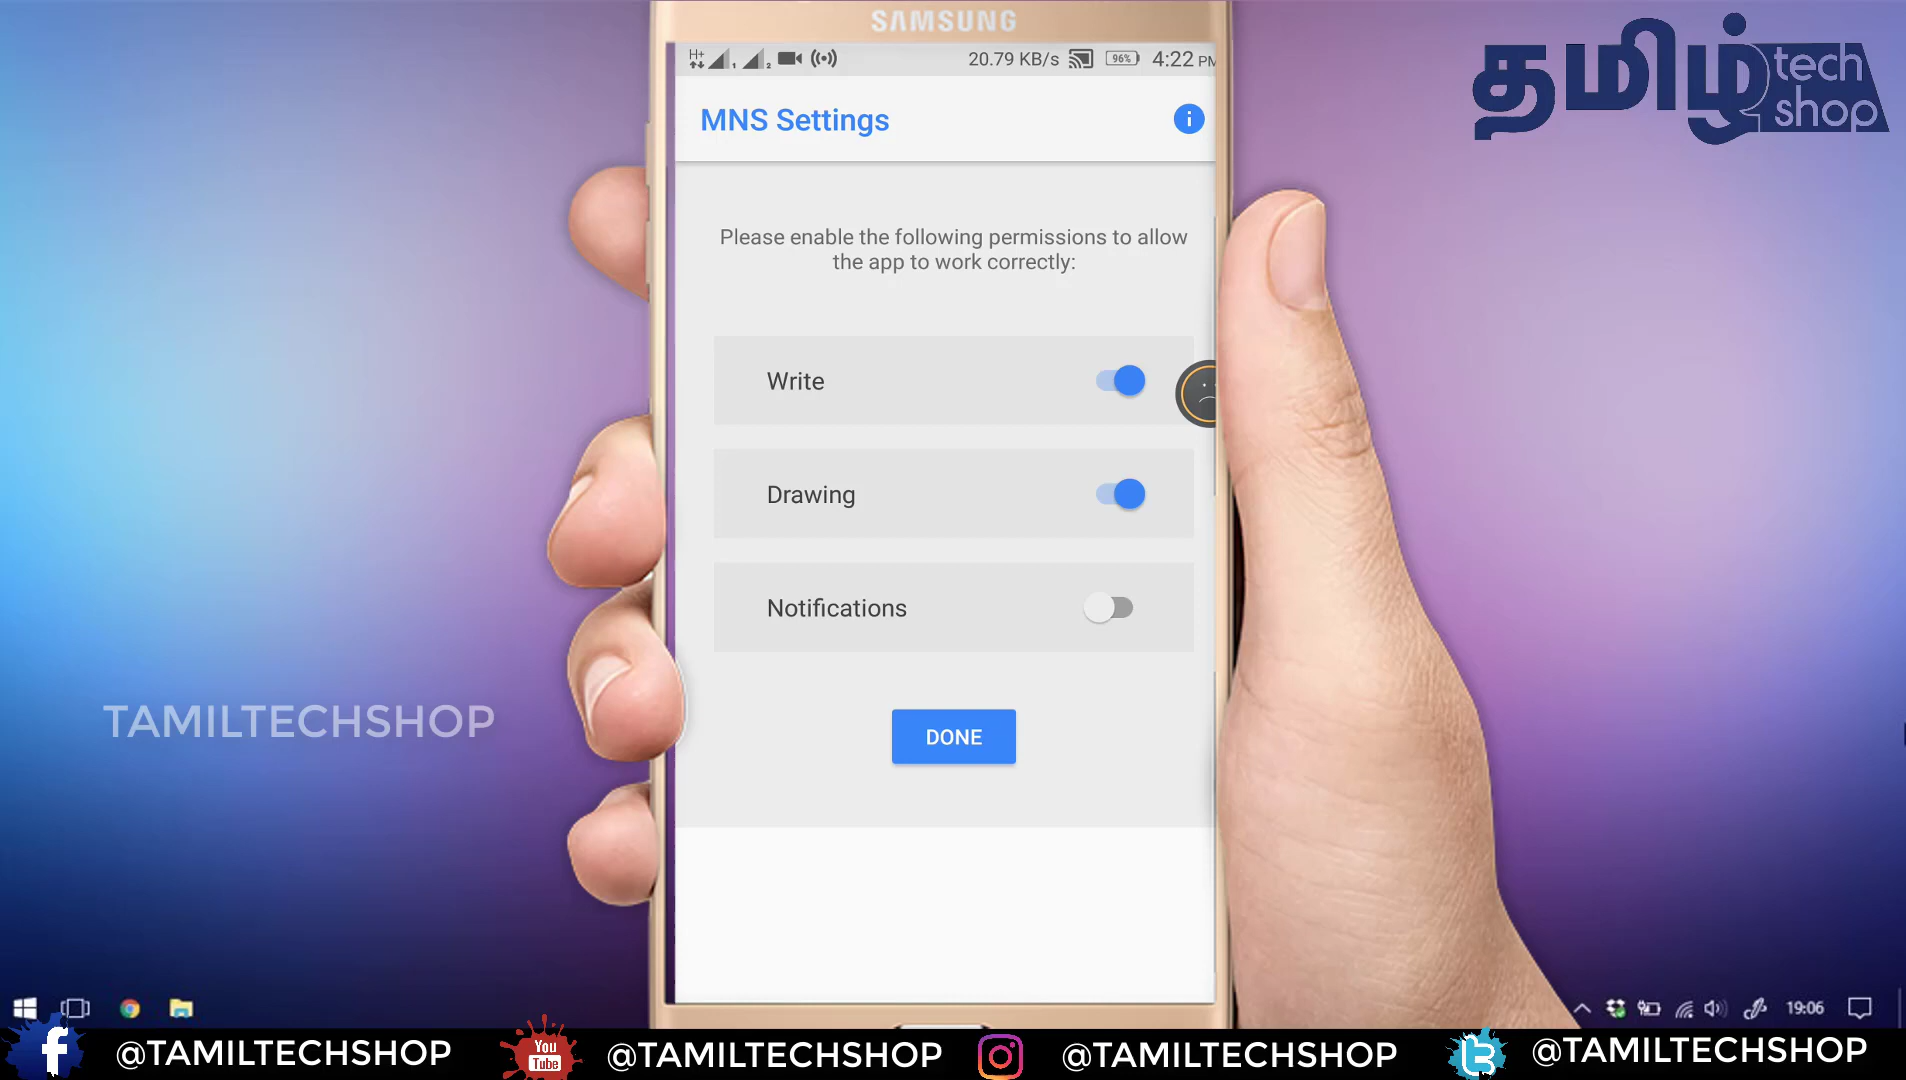 SAMSUNG
H+ 1 2 20.79 KB/s 96% 4:22 PM
MNS Settings
Please enable the following permissions to allow
the app to work correctly:
Write
Drawing
Notifications
DONE
தமிழ் tech shop
TAMILTECHSHOP
19:06
@TAMILTECHSHOP
You
Tube
@TAMILTECHSHOP
@TAMILTECHSHOP
@TAMILTECHSHOP